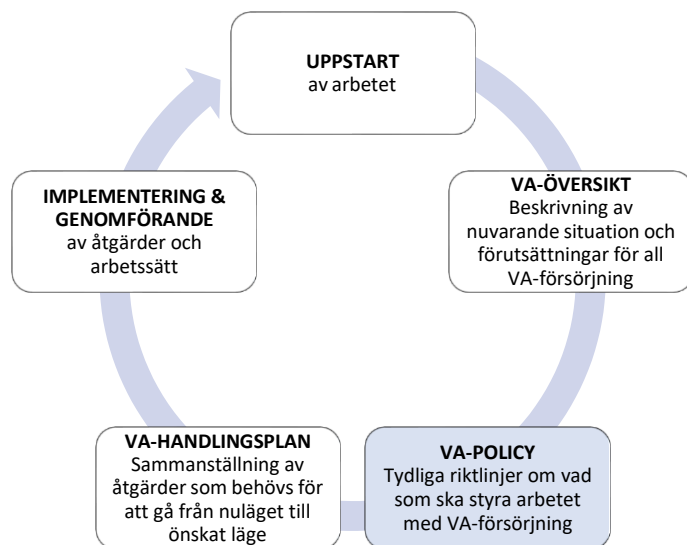 UPPSTART
av arbetet
VA-ÖVERSIKT
Beskrivning av
nuvarande situation och
förutsättningar för all
VA-försörjning
VA-POLICY
Tydliga riktlinjer om vad
som ska styra arbetet
med VA-försörjning
VA-HANDLINGSPLAN
Sammanställning av
åtgärder som behövs för
att gå från nuläget till
önskat läge
IMPLEMENTERING &
GENOMFÖRANDE
av åtgärder och
arbetssätt